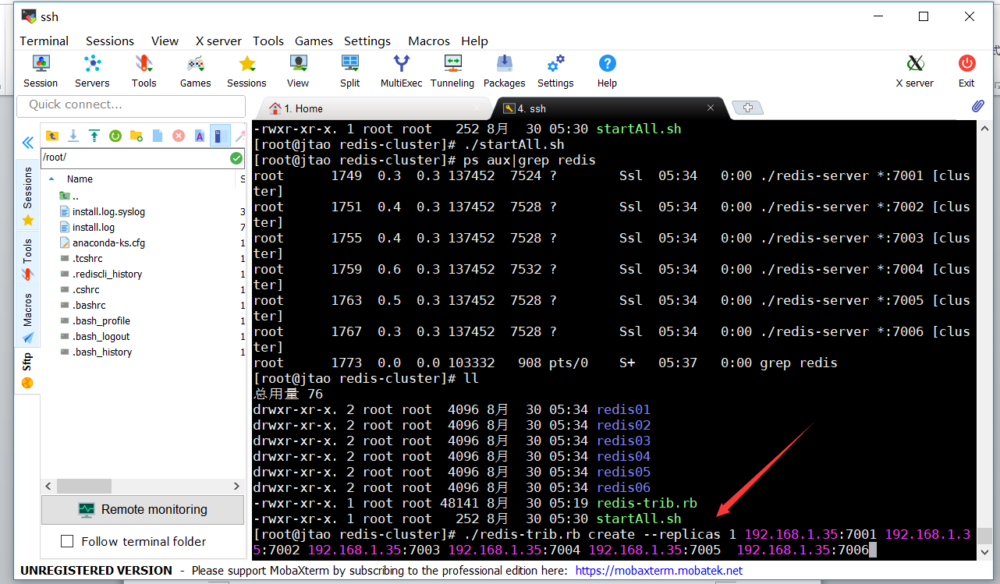 ssh
Terminal Sessions View X server Tools Games Settings Macros Help
Session Servers Tools Games Sessions View Split MultiExec Tunneling Packages Settings Help X server Exit
Quick connect...
1. Home
4. ssh
/root/
Name
..
install.log.syslog 3
install.log 7
anaconda-ks.cfg 1
.tcshrc 1
.rediscli_history 1
.cshrc 1
.bashrc 1
.bash_profile 1
.bash_logout 1
.bash_history 1
Sessions
Tools
Macros
Sftp
Remote monitoring
Follow terminal folder
-rwxr-xr-x. 1 root root   252 8月  30 05:30 startAll.sh
[root@jtao redis-cluster]# ./startAll.sh
[root@jtao redis-cluster]# ps aux|grep redis
root      1749  0.3  0.3 137452  7524 ?        Ssl  05:34   0:00 ./redis-server *:7001 [clus
ter]
root      1751  0.4  0.3 137452  7528 ?        Ssl  05:34   0:00 ./redis-server *:7002 [clus
ter]
root      1755  0.4  0.3 137452  7528 ?        Ssl  05:34   0:00 ./redis-server *:7003 [clus
ter]
root      1759  0.6  0.3 137452  7532 ?        Ssl  05:34   0:00 ./redis-server *:7004 [clus
ter]
root      1763  0.5  0.3 137452  7528 ?        Ssl  05:34   0:00 ./redis-server *:7005 [clus
ter]
root      1767  0.3  0.3 137452  7528 ?        Ssl  05:34   0:00 ./redis-server *:7006 [clus
ter]
root      1773  0.0  0.0 103332   908 pts/0    S+   05:37   0:00 grep redis
[root@jtao redis-cluster]# ll
总用量 76
drwxr-xr-x. 2 root root  4096 8月  30 05:34 redis01
drwxr-xr-x. 2 root root  4096 8月  30 05:34 redis02
drwxr-xr-x. 2 root root  4096 8月  30 05:34 redis03
drwxr-xr-x. 2 root root  4096 8月  30 05:34 redis04
drwxr-xr-x. 2 root root  4096 8月  30 05:34 redis05
drwxr-xr-x. 2 root root  4096 8月  30 05:34 redis06
-rwxr-xr-x. 1 root root 48141 8月  30 05:19 redis-trib.rb
-rwxr-xr-x. 1 root root   252 8月  30 05:30 startAll.sh
[root@jtao redis-cluster]# ./redis-trib.rb create --replicas 1 192.168.1.35:7001 192.168.1.3
5:7002 192.168.1.35:7003 192.168.1.35:7004 192.168.1.35:7005  192.168.1.35:7006
UNREGISTERED VERSION - Please support MobaXterm by subscribing to the professional edition here: https://mobaxterm.mobatek.net